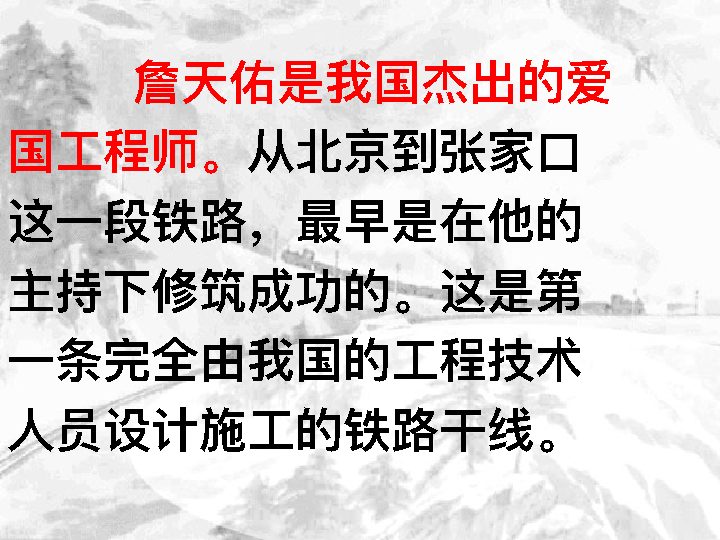 詹天佑是我国杰出的爱
国工程师。从北京到张家口
这一段铁路，最早是在他的
主持下修筑成功的。这是第
一条完全由我国的工程技术
人员设计施工的铁路干线。